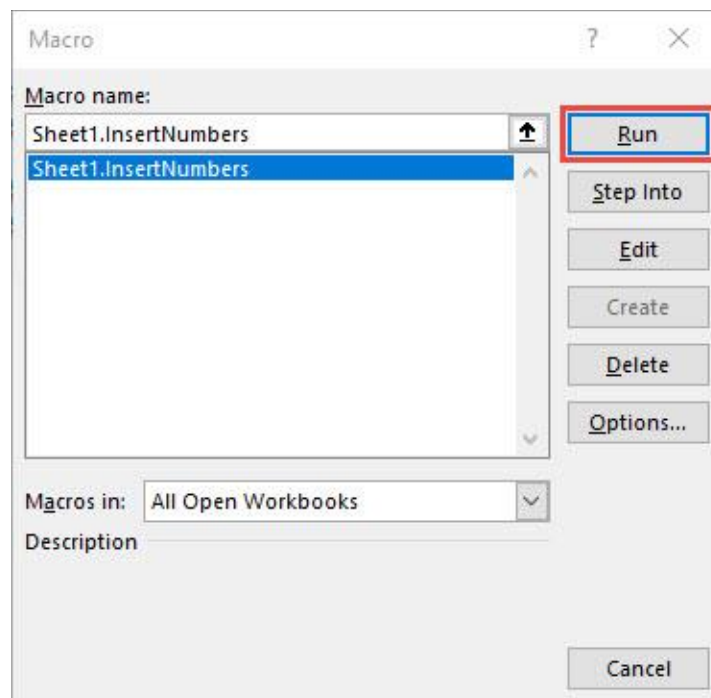 Macro ? ×
Macro name:
Sheet1.InsertNumbers
Run
Sheet1.InsertNumbers
Step Into
Edit
Create
Delete
Options...
Macros in: All Open Workbooks
Description
Cancel